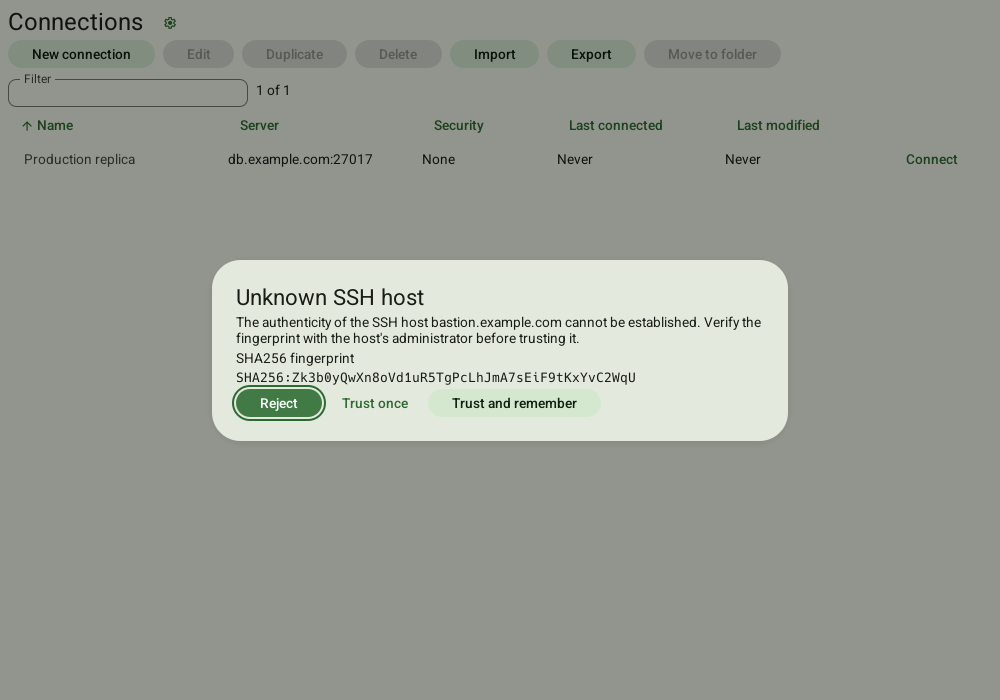 Connections
New connection Edit Duplicate Delete Import Export Move to folder
Filter
1 of 1
Name Server Security Last connected Last modified
Production replica db.example.com:27017 None Never Never Connect
Unknown SSH host
The authenticity of the SSH host bastion.example.com cannot be established. Verify the
fingerprint with the host's administrator before trusting it.
SHA256 fingerprint
SHA256:Zk3b0yQwXn8oVd1uR5TgPcLhJmA7sEiF9tKxYvC2WqU
Reject Trust once Trust and remember